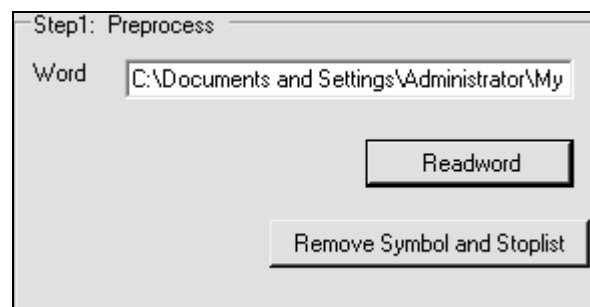 Step1: Preprocess
Word C:\Documents and Settings\Administrator\My
Readword
Remove Symbol and Stoplist